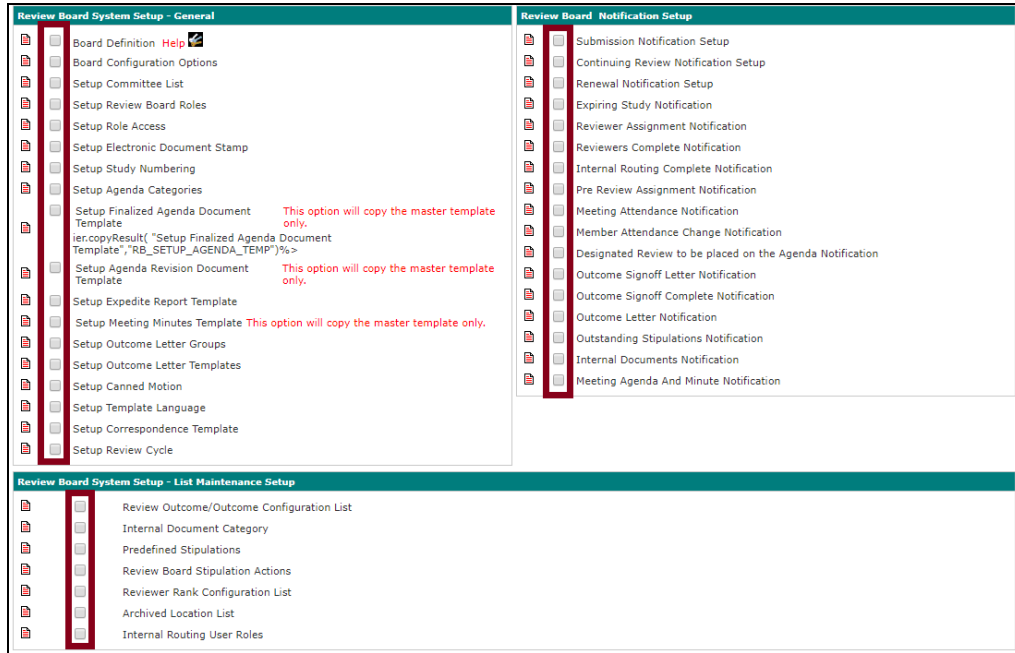 Review Board System Setup - General
Board Definition Help
Board Configuration Options
Setup Committee List
Setup Review Board Roles
Setup Role Access
Setup Electronic Document Stamp
Setup Study Numbering
Setup Agenda Categories
Setup Finalized Agenda Document This option will copy the master template
Template only.
ier.copyResult( "Setup Finalized Agenda Document
Template","RB_SETUP_AGENDA_TEMP")%>
Setup Agenda Revision Document This option will copy the master template
Template only.
Setup Expedite Report Template
Setup Meeting Minutes Template This option will copy the master template only.
Setup Outcome Letter Groups
Setup Outcome Letter Templates
Setup Canned Motion
Setup Template Language
Setup Correspondence Template
Setup Review Cycle
Review Board Notification Setup
Submission Notification Setup
Continuing Review Notification Setup
Renewal Notification Setup
Expiring Study Notification
Reviewer Assignment Notification
Reviewers Complete Notification
Internal Routing Complete Notification
Pre Review Assignment Notification
Meeting Attendance Notification
Member Attendance Change Notification
Designated Review to be placed on the Agenda Notification
Outcome Signoff Letter Notification
Outcome Signoff Complete Notification
Outcome Letter Notification
Outstanding Stipulations Notification
Internal Documents Notification
Meeting Agenda And Minute Notification
Review Board System Setup - List Maintenance Setup
Review Outcome/Outcome Configuration List
Internal Document Category
Predefined Stipulations
Review Board Stipulation Actions
Reviewer Rank Configuration List
Archived Location List
Internal Routing User Roles